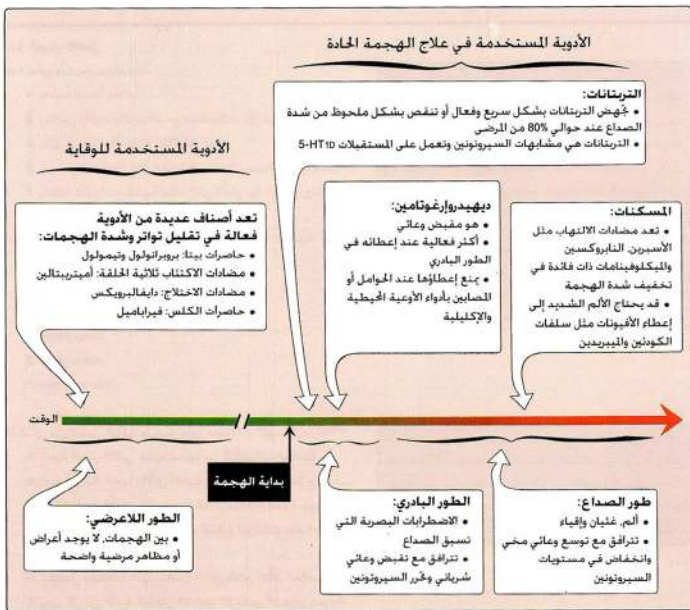 الأدوية المستخدمة في علاج الهجمة الحادة
التربتانات:
• تجهض التربتانات بشكل سريع وفعال أو تنقص بشكل ملحوظ من شدة
الصداع عند حوالي 80% من المرضى
• التربتانات هي مشابهات السيروتونين وتعمل على المستقبلات 5-HT1D
الأدوية المستخدمة للوقاية
تعد أصناف عديدة من الأدوية
فعالة في تقليل تواتر وشدة الهجمات:
• حاصرات بيتا: بروبرانولول وتيمولول
• مضادات الاكتئاب ثلاثية الحلقة: أميتريبتالين
• مضادات الاختلاج: دايفالبرويكس
• حاصرات الكلس: فيراباميل
ديهيدروإرغوتامين:
• هو مقبض وعائي
• أكثر فعالية عند إعطائه في
الطور البادري
• يمنع إعطاؤها عند الحوامل أو
المصابين بأدواء الأوعية المحيطية
والإكليلية
المسكنات:
• تعد مضادات الالتهاب مثل
الأسبرين، النابروكسين
والميكلوفينامات ذات فائدة في
تخفيف شدة الهجمة
• قد يحتاج الألم الشديد إلى
إعطاء الأفيونات مثل سلفات
الكودئين والميبريدين
الوقت
بداية الهجمة
الطور اللاعرضي:
• بين الهجمات، لا يوجد أعراض
أو مظاهر مرضية واضحة
الطور البادري:
• الاضطرابات البصرية التي
تسبق الصداع
• تترافق مع تقبض وعائي
شرياني وتحرر السيروتونين
طور الصداع:
• ألم، غثيان وإقياء
• تترافق مع توسع وعائي مخي
وانخفاض في مستويات
السيروتونين